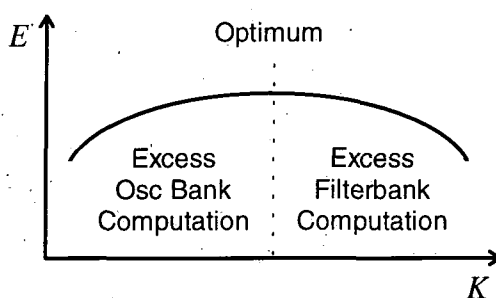 E
Optimum
Excess
Osc Bank
Computation
Excess
Filterbank
Computation
K